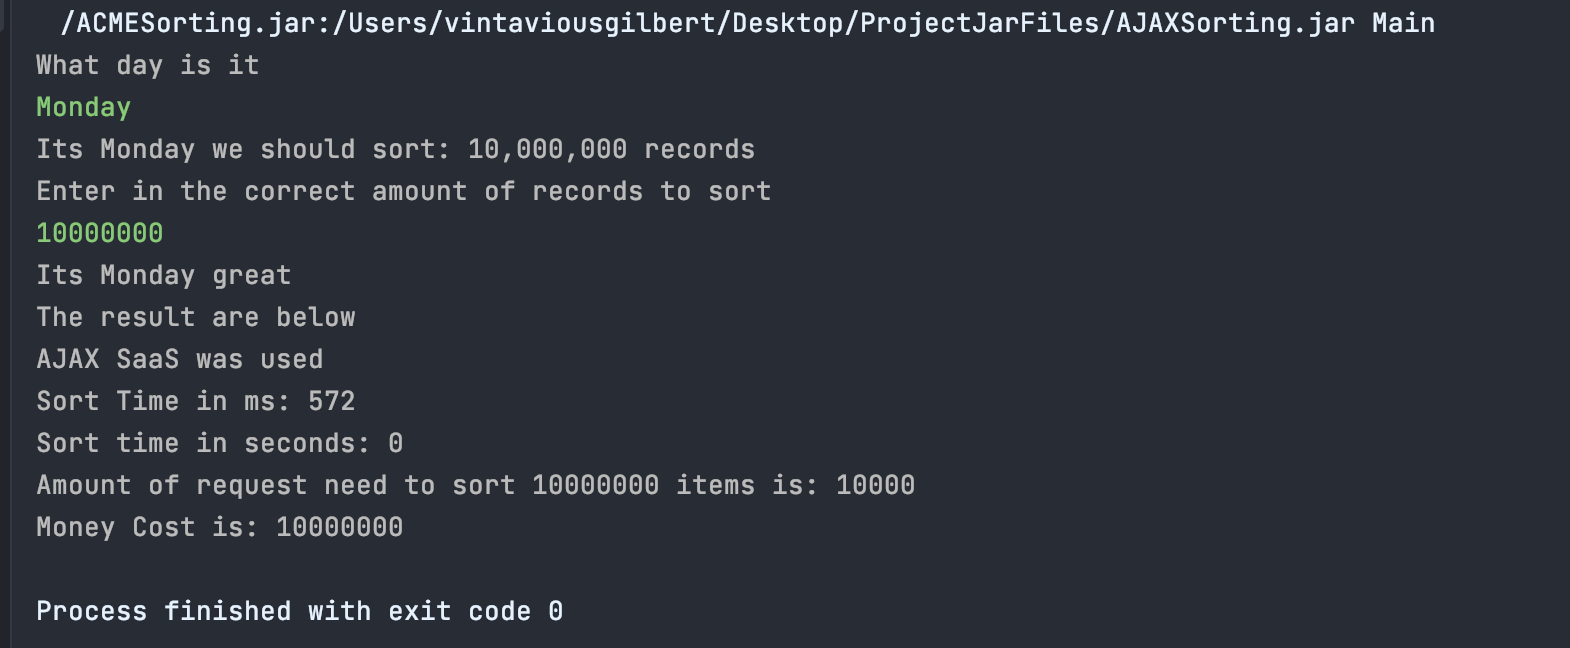 /ACMESorting.jar:/Users/vintaviousgilbert/Desktop/ProjectJarFiles/AJAXSorting.jar Main
What day is it
Monday
Its Monday we should sort: 10,000,000 records
Enter in the correct amount of records to sort
10000000
Its Monday great
The result are below
AJAX SaaS was used
Sort Time in ms: 572
Sort time in seconds: 0
Amount of request need to sort 10000000 items is: 10000
Money Cost is: 10000000
Process finished with exit code 0